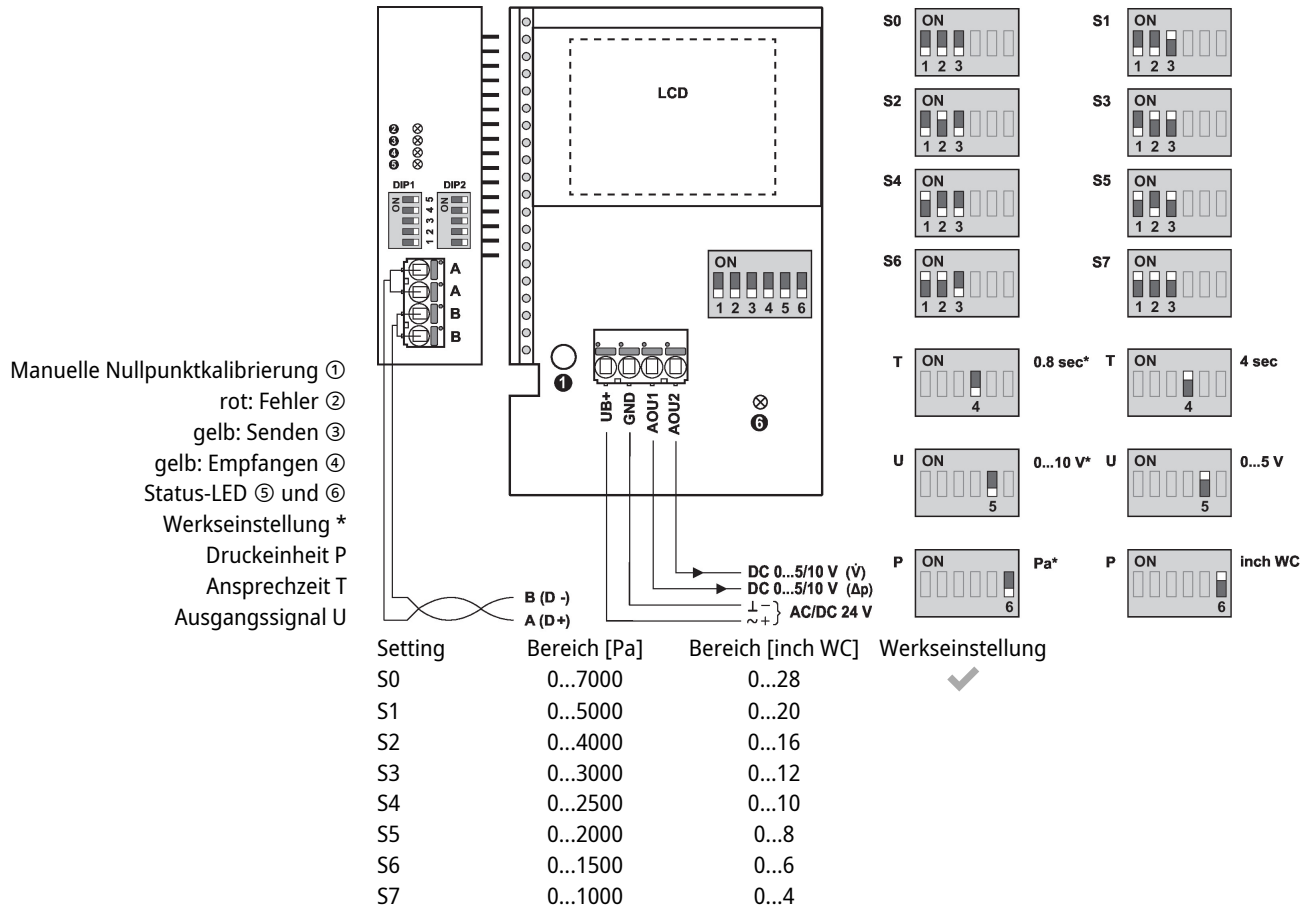 LCD
❷
❸
❹
❺
DIP1
DIP2
ON
1 2 3 4 5
ON
A
A
B
B
ON
1 2 3 4 5 6
❶
UB+
GND
AOU1
AOU2
❻
DC 0...5/10 V (V̇)
DC 0...5/10 V (Δp)
⊥ −
~ +
AC/DC 24 V
B (D -)
A (D+)
Manuelle Nullpunktkalibrierung ①
rot: Fehler ②
gelb: Senden ③
gelb: Empfangen ④
Status-LED ⑤ und ⑥
Werkseinstellung *
Druckeinheit P
Ansprechzeit T
Ausgangssignal U
S0 ON
1 2 3
S1 ON
1 2 3
S2 ON
1 2 3
S3 ON
1 2 3
S4 ON
1 2 3
S5 ON
1 2 3
S6 ON
1 2 3
S7 ON
1 2 3
T ON 0.8 sec*
4
T ON 4 sec
4
U ON 0...10 V*
5
U ON 0...5 V
5
P ON Pa*
6
P ON inch WC
6
Setting Bereich [Pa] Bereich [inch WC] Werkseinstellung
S0 0...7000 0...28 ✔
S1 0...5000 0...20
S2 0...4000 0...16
S3 0...3000 0...12
S4 0...2500 0...10
S5 0...2000 0...8
S6 0...1500 0...6
S7 0...1000 0...4